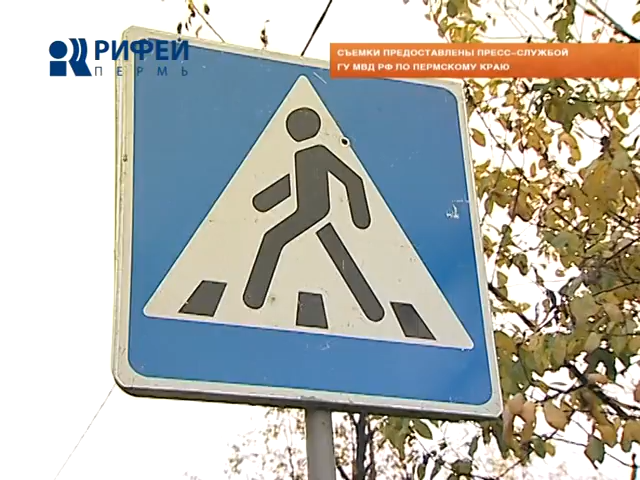 РИФЕЙ
ПЕРМЬ
СЪЕМКИ ПРЕДОСТАВЛЕНЫ ПРЕСС-СЛУЖБОЙ
ГУ МВД РФ ПО ПЕРМСКОМУ КРАЮ